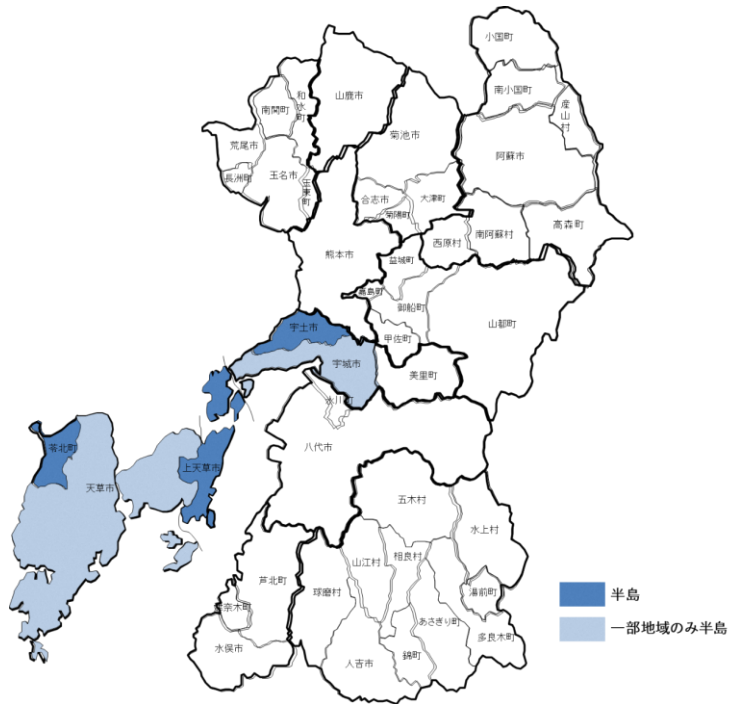 小国町
南小国町
産山村
山鹿市
和水町
南関町
菊池市
荒尾市
阿蘇市
長洲町
玉名市
玉東町
合志市
大津町
菊陽町
高森町
西原村
南阿蘇村
熊本市
益城町
嘉島町
御船町
山都町
宇土市
甲佐町
宇城市
美里町
氷川町
八代市
苓北町
上天草市
天草市
五木村
水上村
山江村
相良村
芦北町
球磨村
湯前町
奈木町
あさぎり町
多良木町
水俣市
錦町
人吉市
半島
一部地域のみ半島